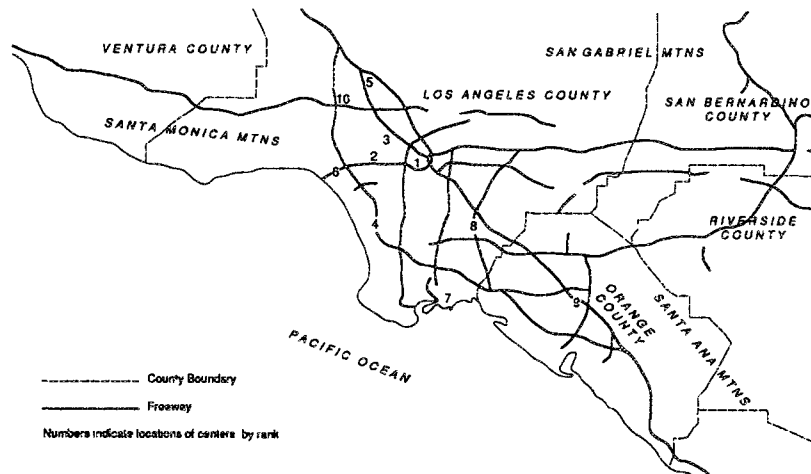 VENTURA COUNTY
SAN GABRIEL MTNS
5
LOS ANGELES COUNTY
10
SAN BERNARDINO
COUNTY
SANTA MONICA MTNS
3
2
1
6
4
8
RIVERSIDE
COUNTY
7
9
ORANGE
COUNTY
SANTA ANA MTNS
PACIFIC OCEAN
County Boundary
Freeway
Numbers indicate locations of centers by rank